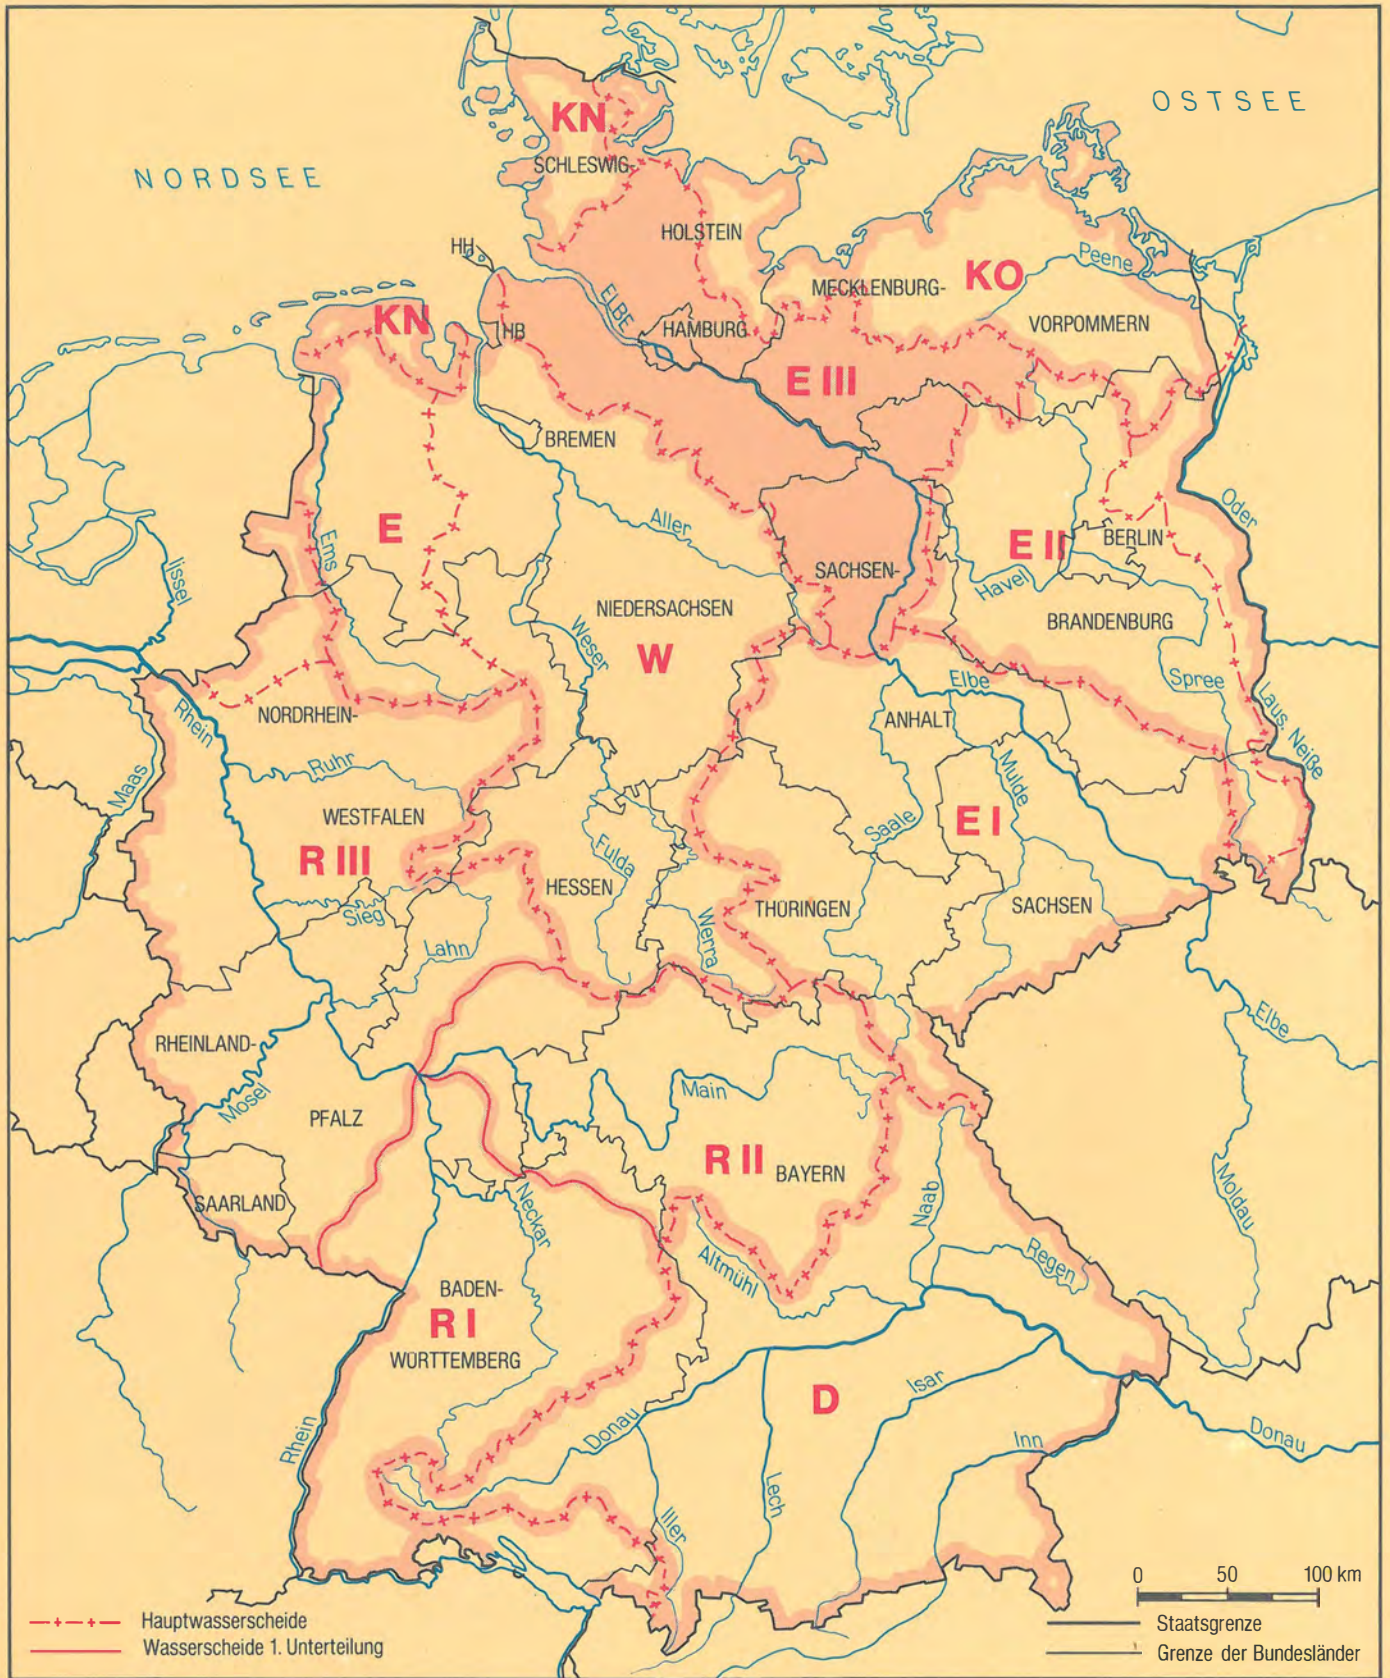 OSTSEE
KN
SCHLESWIG-
NORDSEE
HOLSTEIN
HH
Peene
KO
MECKLENBURG-
ELBE
KN
HB
HAMBURG
VORPOMMERN
E III
BREMEN
Oder
Aller
E
Ems
E II
BERLIN
Ijssel
SACHSEN-
Havel
NIEDERSACHSEN
BRANDENBURG
Weser
W
Elbe
Spree
Rhein
NORDRHEIN-
ANHALT
Laus. Neiße
Ruhr
Maas
Mulde
WESTFALEN
E I
Saale
R III
Fulda
HESSEN
THÜRINGEN
SACHSEN
Sieg
Werra
Lahn
Elbe
RHEINLAND-
Main
Mosel
PFALZ
R II
BAYERN
Moldau
SAARLAND
Neckar
Naab
Altmühl
Regen
BADEN-
R I
WÜRTTEMBERG
Isar
D
Donau
Rhein
Inn
Donau
Lech
Iller
0 50 100 km
Hauptwasserscheide
Wasserscheide 1. Unterteilung
Staatsgrenze
Grenze der Bundesländer